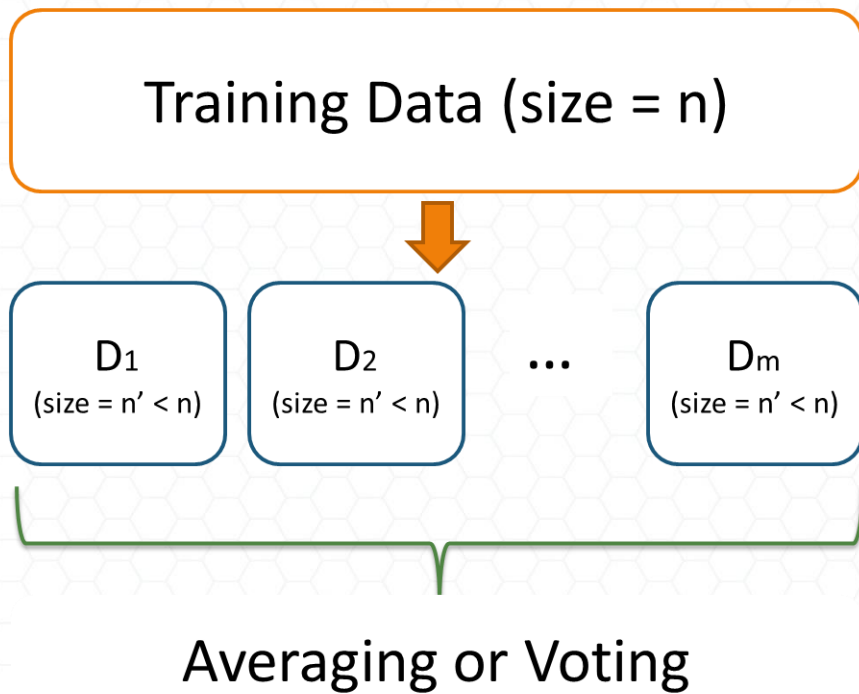 Training Data (size = n)
D1 D2 ... Dm
(size = n' < n) (size = n' < n) (size = n' < n)
Averaging or Voting